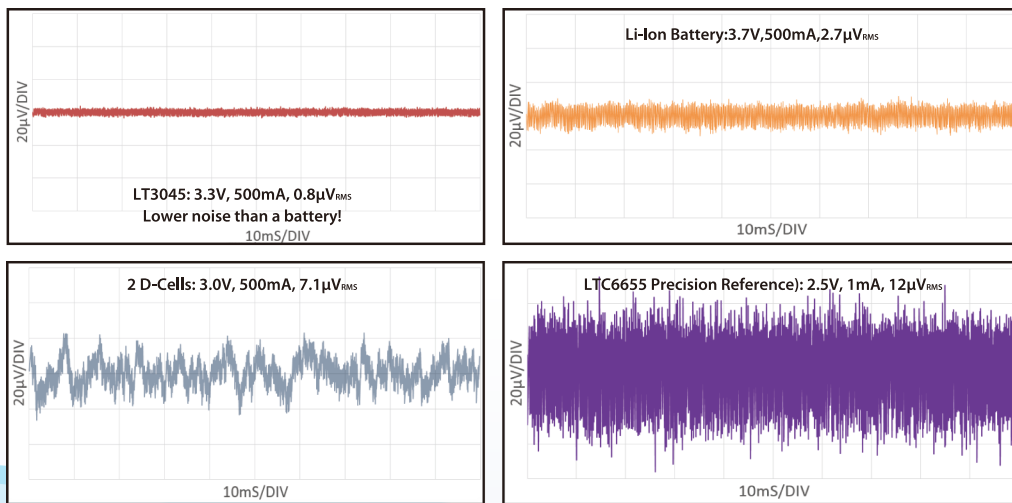 20µV/DIV
LT3045: 3.3V, 500mA, 0.8µVRMS
Lower noise than a battery!
10mS/DIV
Li-Ion Battery:3.7V,500mA,2.7µVRMS
20µV/DIV
10mS/DIV
2 D-Cells: 3.0V, 500mA, 7.1µVRMS
20µV/DIV
10mS/DIV
LTC6655 Precision Reference): 2.5V, 1mA, 12µVRMS
20µV/DIV
10mS/DIV